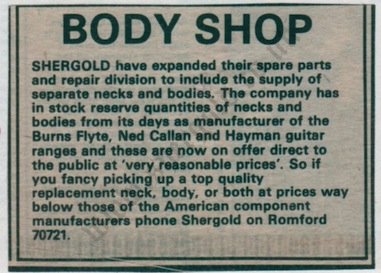 BODY SHOP
SHERGOLD have expanded their spare parts
and repair division to include the supply of
separate necks and bodies. The company has
in stock reserve quantities of necks and
bodies from its days as manufacturer of the
Burns Flyte, Ned Callan and Hayman guitar
ranges and these are now on offer direct to
the public at 'very reasonable prices'. So if
you fancy picking up a top quality
replacement neck, body, or both at prices way
below those of the American component
manufacturers phone Shergold on Romford
70721.